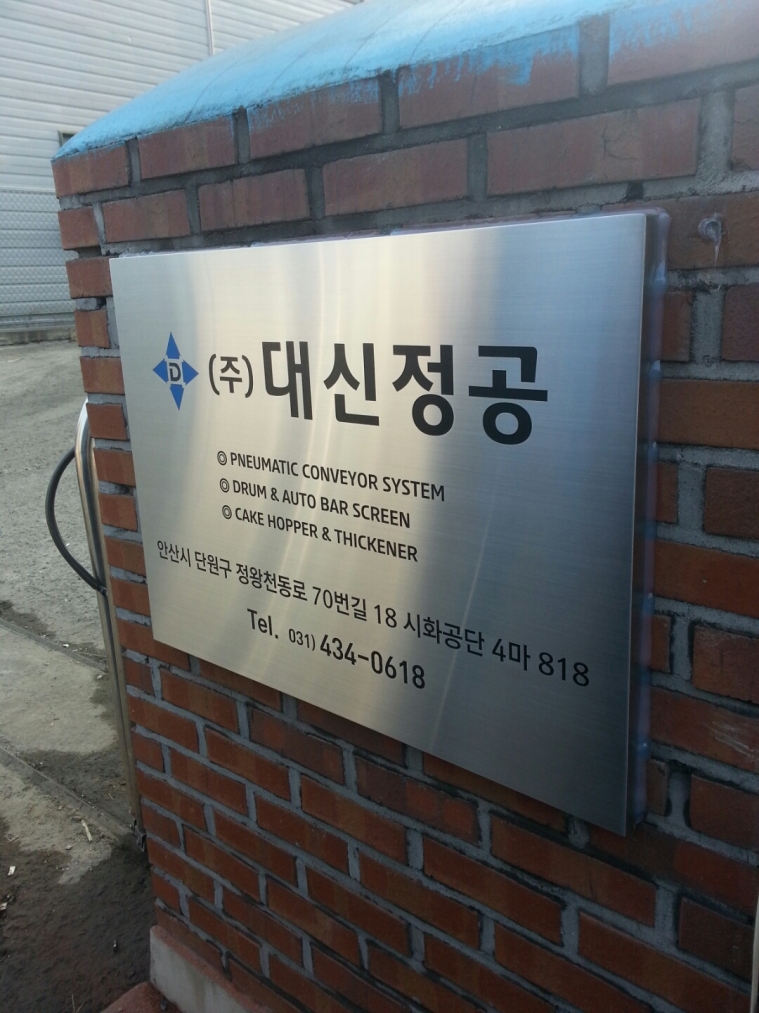 D (주)대신정공
◎ PNEUMATIC CONVEYOR SYSTEM
◎ DRUM & AUTO BAR SCREEN
◎ CAKE HOPPER & THICKENER
안산시 단원구 정왕천동로 70번길 18 시화공단 4마 818
Tel. 031) 434-0618